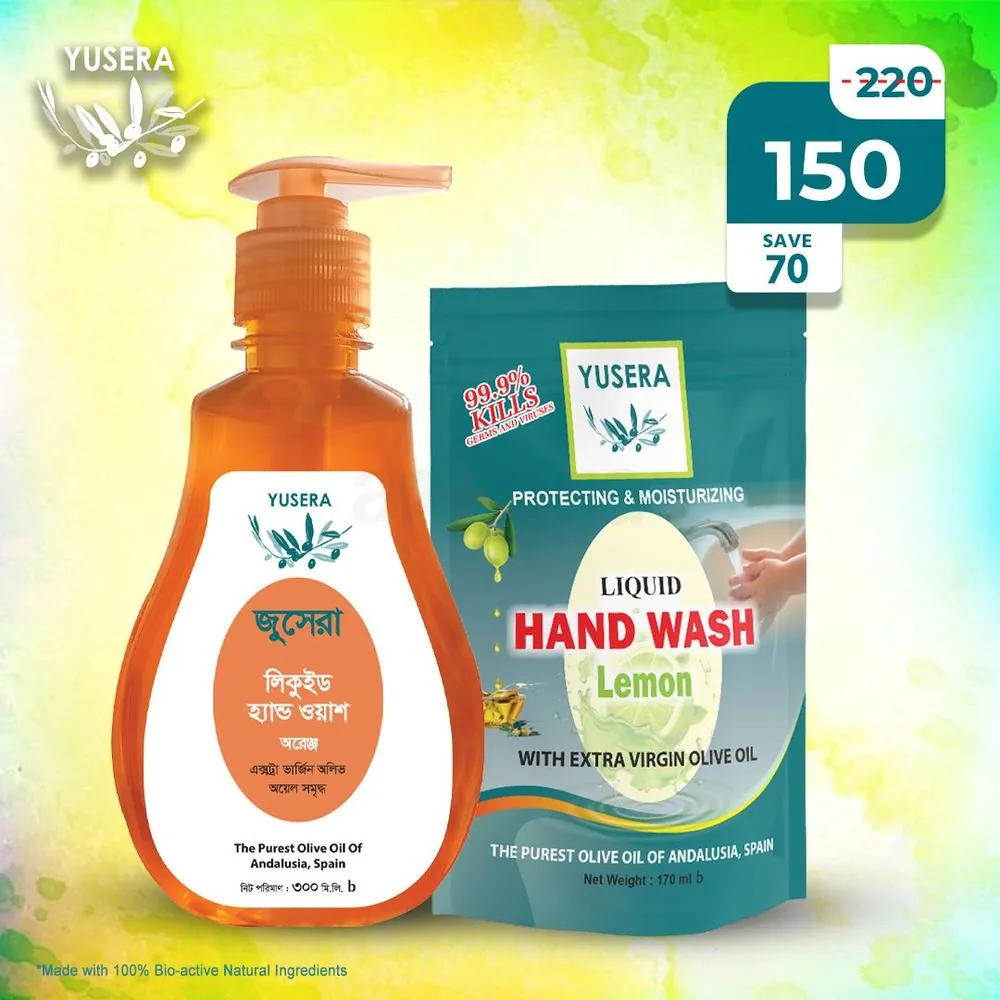 YUSERA
220
150
SAVE
70
YUSERA
জুসেরা
লিকুইড
হ্যান্ড ওয়াশ
অরেঞ্জ
এক্সট্রা ভার্জিন অলিভ
অয়েল সমৃদ্ধ
The Purest Olive Oil Of
Andalusia, Spain
নিট পরিমাণ : ৩০০ মি.লি. b
99.9%
KILLS
GERMS AND VIRUSES
YUSERA
PROTECTING & MOISTURIZING
LIQUID
HAND WASH
Lemon
WITH EXTRA VIRGIN OLIVE OIL
THE PUREST OLIVE OIL OF ANDALUSIA, SPAIN
Net Weight : 170 ml b
*Made with 100% Bio-active Natural Ingredients